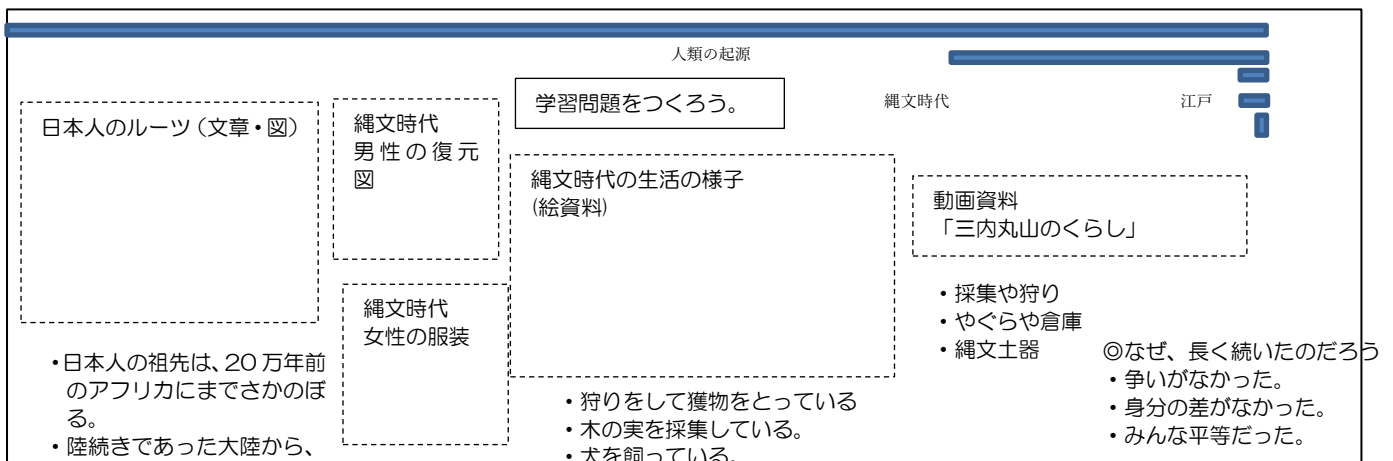 人類の起源
学習問題をつくろう。
縄文時代
江戸
日本人のルーツ（文章・図）
縄文時代
男性の復元
図
縄文時代の生活の様子
(絵資料)
動画資料
「三内丸山のくらし」
縄文時代
女性の服装
・採集や狩り
・やぐらや倉庫
・縄文土器
◎なぜ、長く続いたのだろう
・争いがなかった。
・身分の差がなかった。
・みんな平等だった。
・日本人の祖先は、20万年前
のアフリカにまでさかのぼ
る。
・陸続きであった大陸から、
・狩りをして獲物をとっている
・木の実を採集している。
・犬を飼っている。